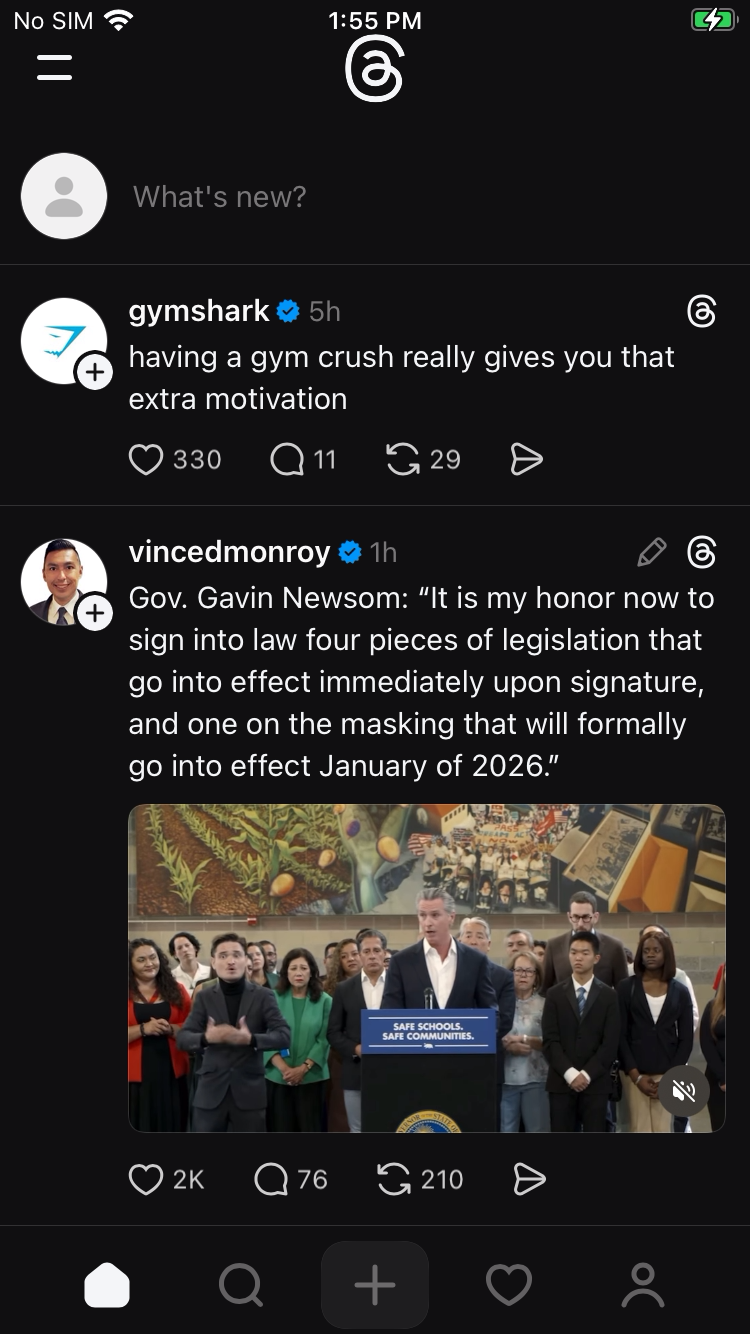 No SIM 1:55 PM
What's new?
gymshark 5h
having a gym crush really gives you that
extra motivation
330 11 29
vincedmonroy 1h
Gov. Gavin Newsom: “It is my honor now to
sign into law four pieces of legislation that
go into effect immediately upon signature,
and one on the masking that will formally
go into effect January of 2026.”
SAFE SCHOOLS.
SAFE COMMUNITIES.
2K 76 210